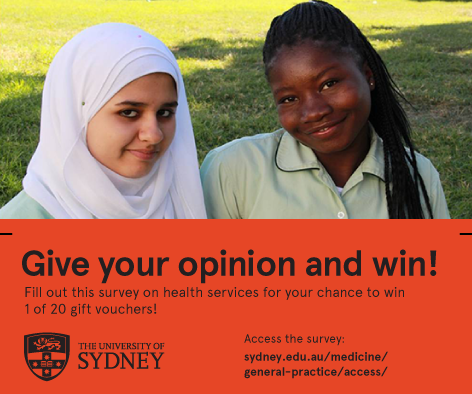 Give your opinion and win!
Fill out this survey on health services for your chance to win
1 of 20 gift vouchers!
THE UNIVERSITY OF
SYDNEY
Access the survey:
sydney.edu.au/medicine/
general-practice/access/